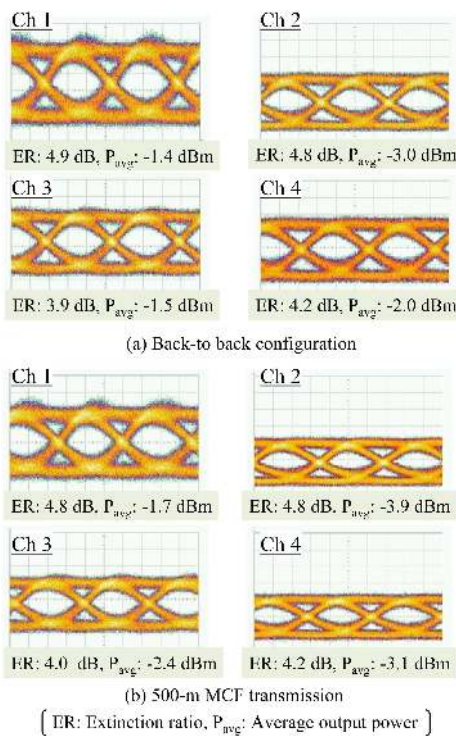 Ch 1 Ch 2
ER: 4.9 dB, Pavg: -1.4 dBm ER: 4.8 dB, Pavg: -3.0 dBm
Ch 3 Ch 4
ER: 3.9 dB, Pavg: -1.5 dBm ER: 4.2 dB, Pavg: -2.0 dBm
(a) Back-to back configuration
Ch 1 Ch 2
ER: 4.8 dB. Pavg: -1.7 dBm ER: 4.8 dB. Pavg: -3.9 dBm
Ch 3 Ch 4
ER: 4.0 dB, Pavg: -2.4 dBm ER: 4.2 dB, Pavg: -3.1 dBm
(b) 500-m MCF transmission
[ ER: Extinction ratio, Pavg: Average output power ]